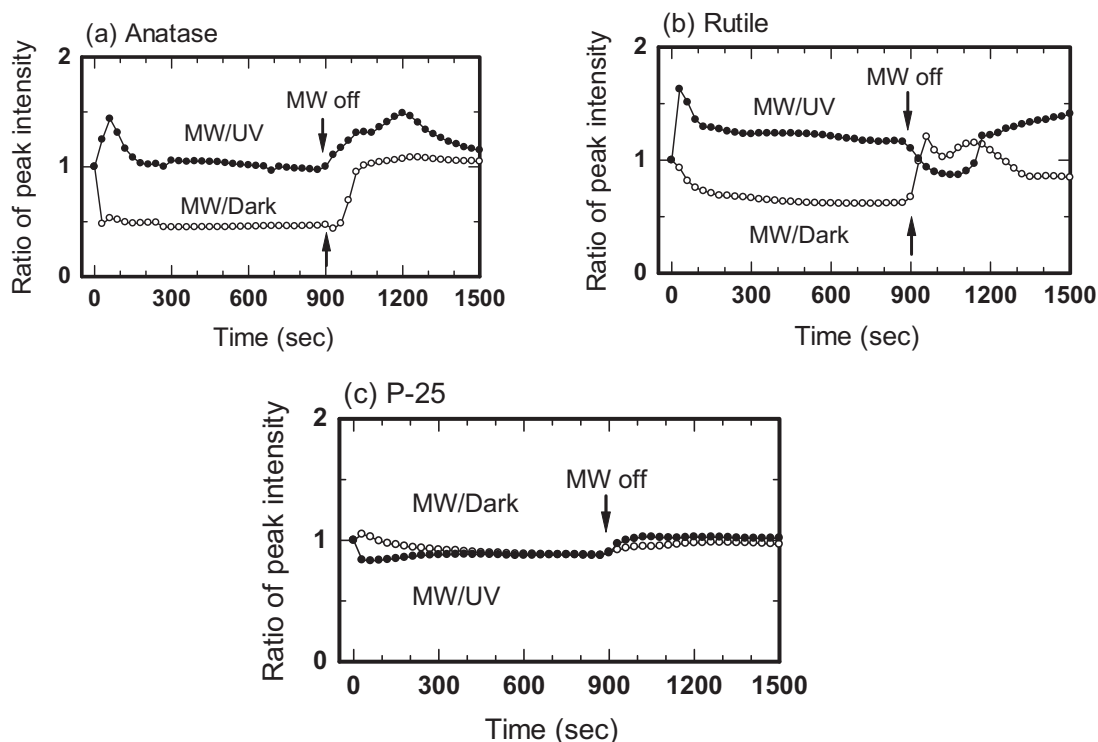 (a) Anatase
2
Ratio of peak intensity
1
0
MW off
MW/UV
MW/Dark
0 300 600 900 1200 1500
Time (sec)
(b) Rutile
2
Ratio of peak intensity
1
0
MW off
MW/UV
MW/Dark
0 300 600 900 1200 1500
Time (sec)
(c) P-25
2
Ratio of peak intensity
1
0
MW off
MW/Dark
MW/UV
0 300 600 900 1200 1500
Time (sec)